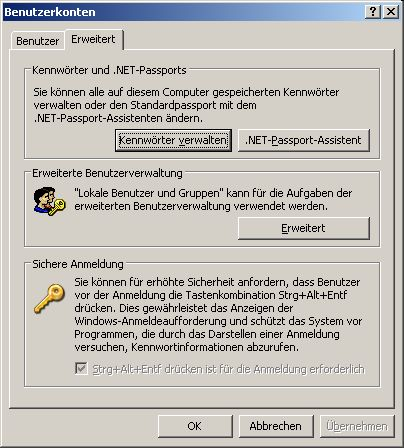 Benutzerkonten
Benutzer Erweitert
Kennwörter und .NET-Passports
Sie können alle auf diesem Computer gespeicherten Kennwörter
verwalten oder den Standardpassport mit dem
.NET-Passport-Assistenten ändern.
Kennwörter verwalten .NET-Passport-Assistent
Erweiterte Benutzerverwaltung
"Lokale Benutzer und Gruppen" kann für die Aufgaben der
erweiterten Benutzerverwaltung verwendet werden.
Erweitert
Sichere Anmeldung
Sie können für erhöhte Sicherheit anfordern, dass Benutzer
vor der Anmeldung die Tastenkombination Strg+Alt+Entf
drücken. Dies gewährleistet das Anzeigen der
Windows-Anmeldeaufforderung und schützt das System vor
Programmen, die durch das Darstellen einer Anmeldung
versuchen, Kennwortinformationen abzurufen.
Strg+Alt+Entf drücken ist für die Anmeldung erforderlich
OK Abbrechen Übernehmen